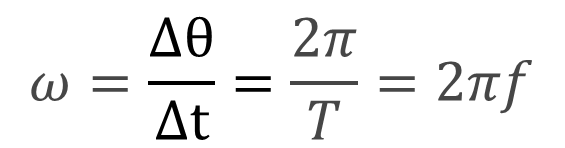 ω = Δθ/Δt = 2π/T = 2πf